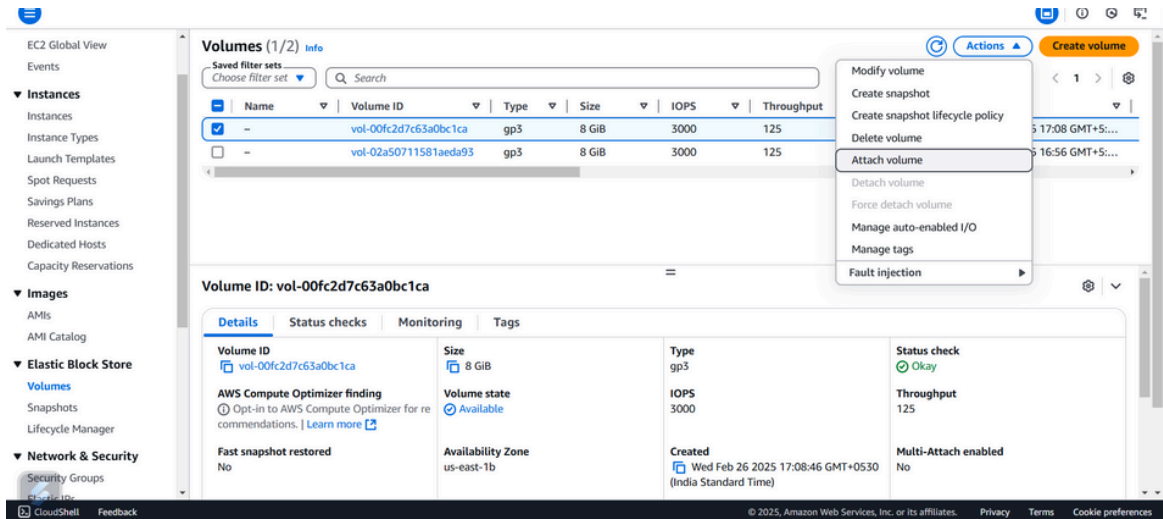 EC2 Global View
Events
Instances
Instances
Instance Types
Launch Templates
Spot Requests
Savings Plans
Reserved Instances
Dedicated Hosts
Capacity Reservations
Images
AMIs
AMI Catalog
Elastic Block Store
Volumes
Snapshots
Lifecycle Manager
Network & Security
Security Groups
Elastic IPs
Volumes (1/2) Info
Actions Create volume
Saved filter sets
Choose filter set Search
1
Name Volume ID Type Size IOPS Throughput
– vol-00fc2d7c63a0bc1ca gp3 8 GiB 3000 125 5 17:08 GMT+5:...
– vol-02a50711581aeda93 gp3 8 GiB 3000 125 5 16:56 GMT+5:...
Modify volume
Create snapshot
Create snapshot lifecycle policy
Delete volume
Attach volume
Detach volume
Force detach volume
Manage auto-enabled I/O
Manage tags
Fault injection
Volume ID: vol-00fc2d7c63a0bc1ca
Details Status checks Monitoring Tags
Volume ID
vol-00fc2d7c63a0bc1ca
Size
8 GiB
Type
gp3
Status check
Okay
AWS Compute Optimizer finding
Opt-in to AWS Compute Optimizer for re
commendations. | Learn more
Volume state
Available
IOPS
3000
Throughput
125
Fast snapshot restored
No
Availability Zone
us-east-1b
Created
Wed Feb 26 2025 17:08:46 GMT+0530
(India Standard Time)
Multi-Attach enabled
No
CloudShell Feedback © 2025, Amazon Web Services, Inc. or its affiliates. Privacy Terms Cookie preferences